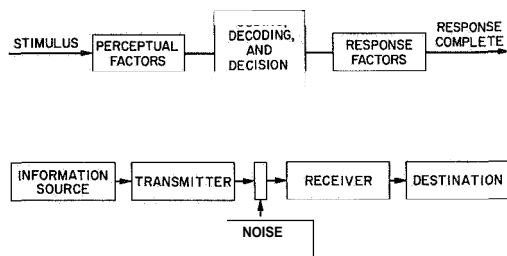 STIMULUS
PERCEPTUAL
FACTORS
DECODING,
AND
DECISION
RESPONSE
FACTORS
RESPONSE
COMPLETE
INFORMATION
SOURCE
TRANSMITTER
RECEIVER
DESTINATION
NOISE